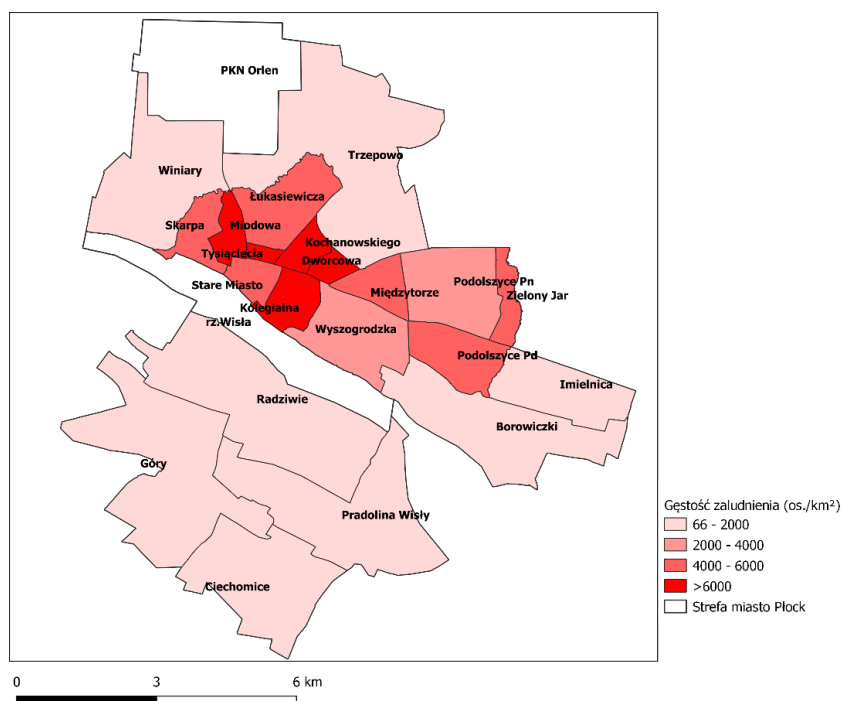 PKN Orlen
Trzepowo
Winiary
Łukasiewicza
Skarpa
Miodowa
Kochanowskiego
Tysiąclecia
Dworcowa
Podolszyce Pn
Stare Miasto
Międzytorze
Zielony Jar
Kolegialna
rz.Wisła
Wyszogrodzka
Podolszyce Pd
Imielnica
Radziwie
Borowiczki
Góry
Pradolina Wisły
Ciechomice
Gęstość zaludnienia (os./km²)
66 - 2000
2000 - 4000
4000 - 6000
>6000
Strefa miasto Płock
0 3 6 km